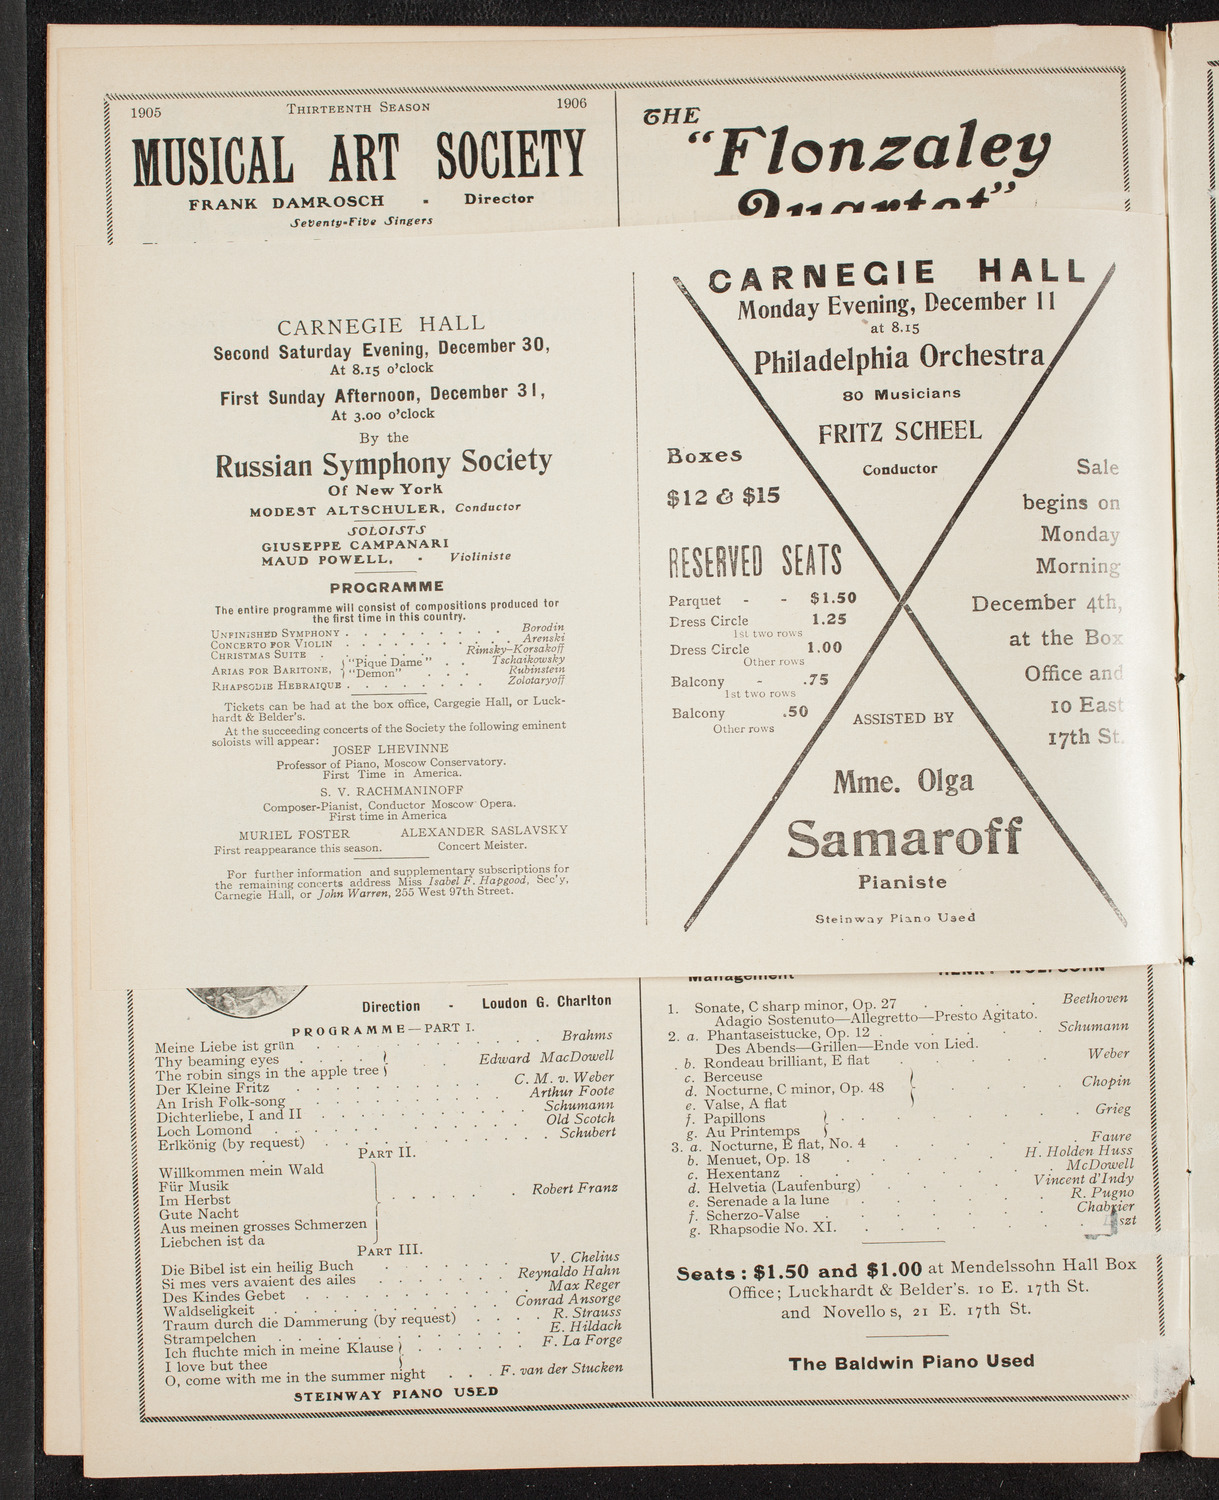 1905 THIRTEENTH SEASON 1906
MUSICAL ART SOCIETY
FRANK DAMROSCH - Director
Seventy-Five Singers
THE
"Flonzaley
Quartet"
CARNEGIE HALL
Second Saturday Evening, December 30,
At 8.15 o'clock
First Sunday Afternoon, December 31,
At 3.00 o'clock
By the
Russian Symphony Society
Of New York
MODEST ALTSCHULER, Conductor
SOLOISTS
GIUSEPPE CAMPANARI
MAUD POWELL, - Violiniste
PROGRAMME
The entire programme will consist of compositions produced for
the first time in this country.
UNFINISHED SYMPHONY . . . . . . . . . Borodin
CONCERTO FOR VIOLIN . . . . . . . . . Arenski
CHRISTMAS SUITE . . . . . . Rimsky-Korsakoff
ARIAS FOR BARITONE, { "Pique Dame" . . Tschaikowsky
"Demon" . . . . Rubinstein
RHAPSODIE HEBRAIQUE . . . . . . . Zolotaryoff
Tickets can be had at the box office, Cargegie Hall, or Luck-
hardt & Belder's.
At the succeeding concerts of the Society the following eminent
soloists will appear:
JOSEF LHEVINNE
Professor of Piano, Moscow Conservatory.
First Time in America.
S. V. RACHMANINOFF
Composer-Pianist, Conductor Moscow Opera.
First time in America
MURIEL FOSTER ALEXANDER SASLAVSKY
First reappearance this season. Concert Meister.
For further information and supplementary subscriptions for
the remaining concerts address Miss Isabel F. Hapgood, Sec'y,
Carnegie Hall, or John Warren, 255 West 97th Street.
CARNEGIE HALL
Monday Evening, December 11
at 8.15
Philadelphia Orchestra
80 Musicians
FRITZ SCHEEL
Conductor
Boxes
$12 & $15
RESERVED SEATS
Parquet - - $1.50
Dress Circle 1.25
1st two rows
Dress Circle 1.00
Other rows
Balcony - .75
1st two rows
Balcony .50
Other rows
Sale
begins on
Monday
Morning
December 4th,
at the Box
Office and
10 East
17th St.
ASSISTED BY
Mme. Olga
Samaroff
Pianiste
Steinway Piano Used
Direction - Loudon G. Charlton
PROGRAMME—PART I.
Meine Liebe ist grün . . . . . . . . . . Brahms
Thy beaming eyes . . . . }
The robin sings in the apple tree } Edward MacDowell
Der Kleine Fritz . . . . . . . . C. M. v. Weber
An Irish Folk-song . . . . . . . . Arthur Foote
Dichterliebe, I and II . . . . . . . . Schumann
Loch Lomond . . . . . . . . . . Old Scotch
Erlkönig (by request) . . . . . . . . Schubert
PART II.
Willkommen mein Wald
Für Musik
Im Herbst . . . . . . Robert Franz
Gute Nacht
Aus meinen grosses Schmerzen
Liebchen ist da
PART III.
Die Bibel ist ein heilig Buch . . . . . . V. Chelius
Si mes vers avaient des ailes . . . . . Reynaldo Hahn
Des Kindes Gebet . . . . . . . . . Max Reger
Waldseligkeit . . . . . . . . . Conrad Ansorge
Traum durch die Dammerung (by request) . . . . R. Strauss
Strampelchen . . . . . . . . . . E. Hildach
Ich fluchte mich in meine Klause } . . . . . . F. La Forge
I love but thee }
O, come with me in the summer night . . . F. van der Stucken
STEINWAY PIANO USED
Management HENRY WOLFSOHN
1. Sonate, C sharp minor, Op. 27 . . . . Beethoven
Adagio Sostenuto—Allegretto—Presto Agitato.
2. a. Phantaseistucke, Op. 12 . . . . . Schumann
Des Abends—Grillen—Ende von Lied.
b. Rondeau brilliant, E flat . . . . . Weber
c. Berceuse
d. Nocturne, C minor, Op. 48 } . . . . . Chopin
e. Valse, A flat
f. Papillons } . . . . . . . Grieg
g. Au Printemps }
3. a. Nocturne, E flat, No. 4 . . . . . Faure
b. Menuet, Op. 18 . . . . H. Holden Huss
c. Hexentanz . . . . . . McDowell
d. Helvetia (Laufenburg) . . . . Vincent d'Indy
e. Serenade a la lune . . . . . R. Pugno
f. Scherzo-Valse . . . . . . Chabrier
g. Rhapsodie No. XI. . . . . . . szt
Seats: $1.50 and $1.00 at Mendelssohn Hall Box
Office; Luckhardt & Belder's. 10 E. 17th St.
and Novello s, 21 E. 17th St.
The Baldwin Piano Used